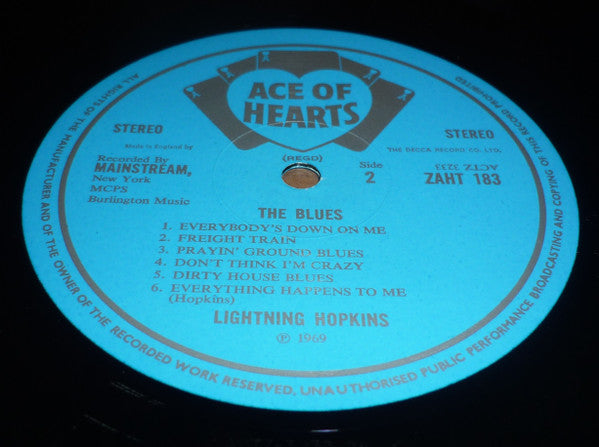 ACE OF
HEARTS
STEREO
STEREO
Made in England by
THE DECCA RECORD CO. LTD.
(REGD)
Recorded By
MAINSTREAM,
New York
MCPS
Burlington Music
Side
2
ACTZ 3233
ZAHT 183
THE BLUES
1. EVERYBODY'S DOWN ON ME
2. FREIGHT TRAIN
3. PRAYIN' GROUND BLUES
4. DON'T THINK I'M CRAZY
5. DIRTY HOUSE BLUES
6. EVERYTHING HAPPENS TO ME
(Hopkins)
LIGHTNING HOPKINS
℗ 1969
ALL RIGHTS OF THE MANUFACTURER AND OF THE OWNER OF THE RECORDED WORK RESERVED, UNAUTHORISED PUBLIC PERFORMANCE BROADCASTING AND COPYING OF THIS RECORD PROHIBITED